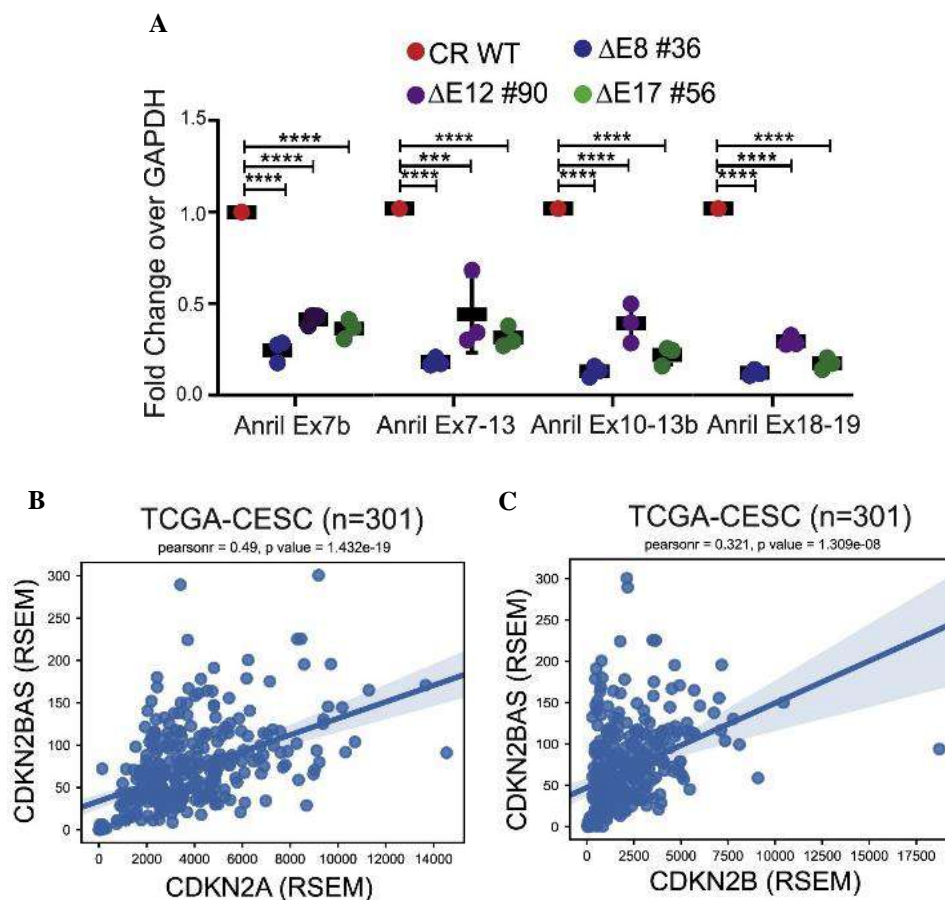 A
CR WT
ΔE8 #36
ΔE12 #90
ΔE17 #56
Fold Change over GAPDH
1.5
1.0
0.5
0.0
****
****
****
****
***
****
****
****
****
****
****
****
Anril Ex7b
Anril Ex7-13
Anril Ex10-13b
Anril Ex18-19
B
TCGA-CESC (n=301)
pearsonr = 0.49, p value = 1.432e-19
CDKN2BAS (RSEM)
300
250
200
150
100
50
0
0 2000 4000 6000 8000 10000 12000 14000
CDKN2A (RSEM)
C
TCGA-CESC (n=301)
pearsonr = 0.321, p value = 1.309e-08
CDKN2BAS (RSEM)
300
250
200
150
100
50
0
0 2500 5000 7500 10000 12500 15000 17500
CDKN2B (RSEM)